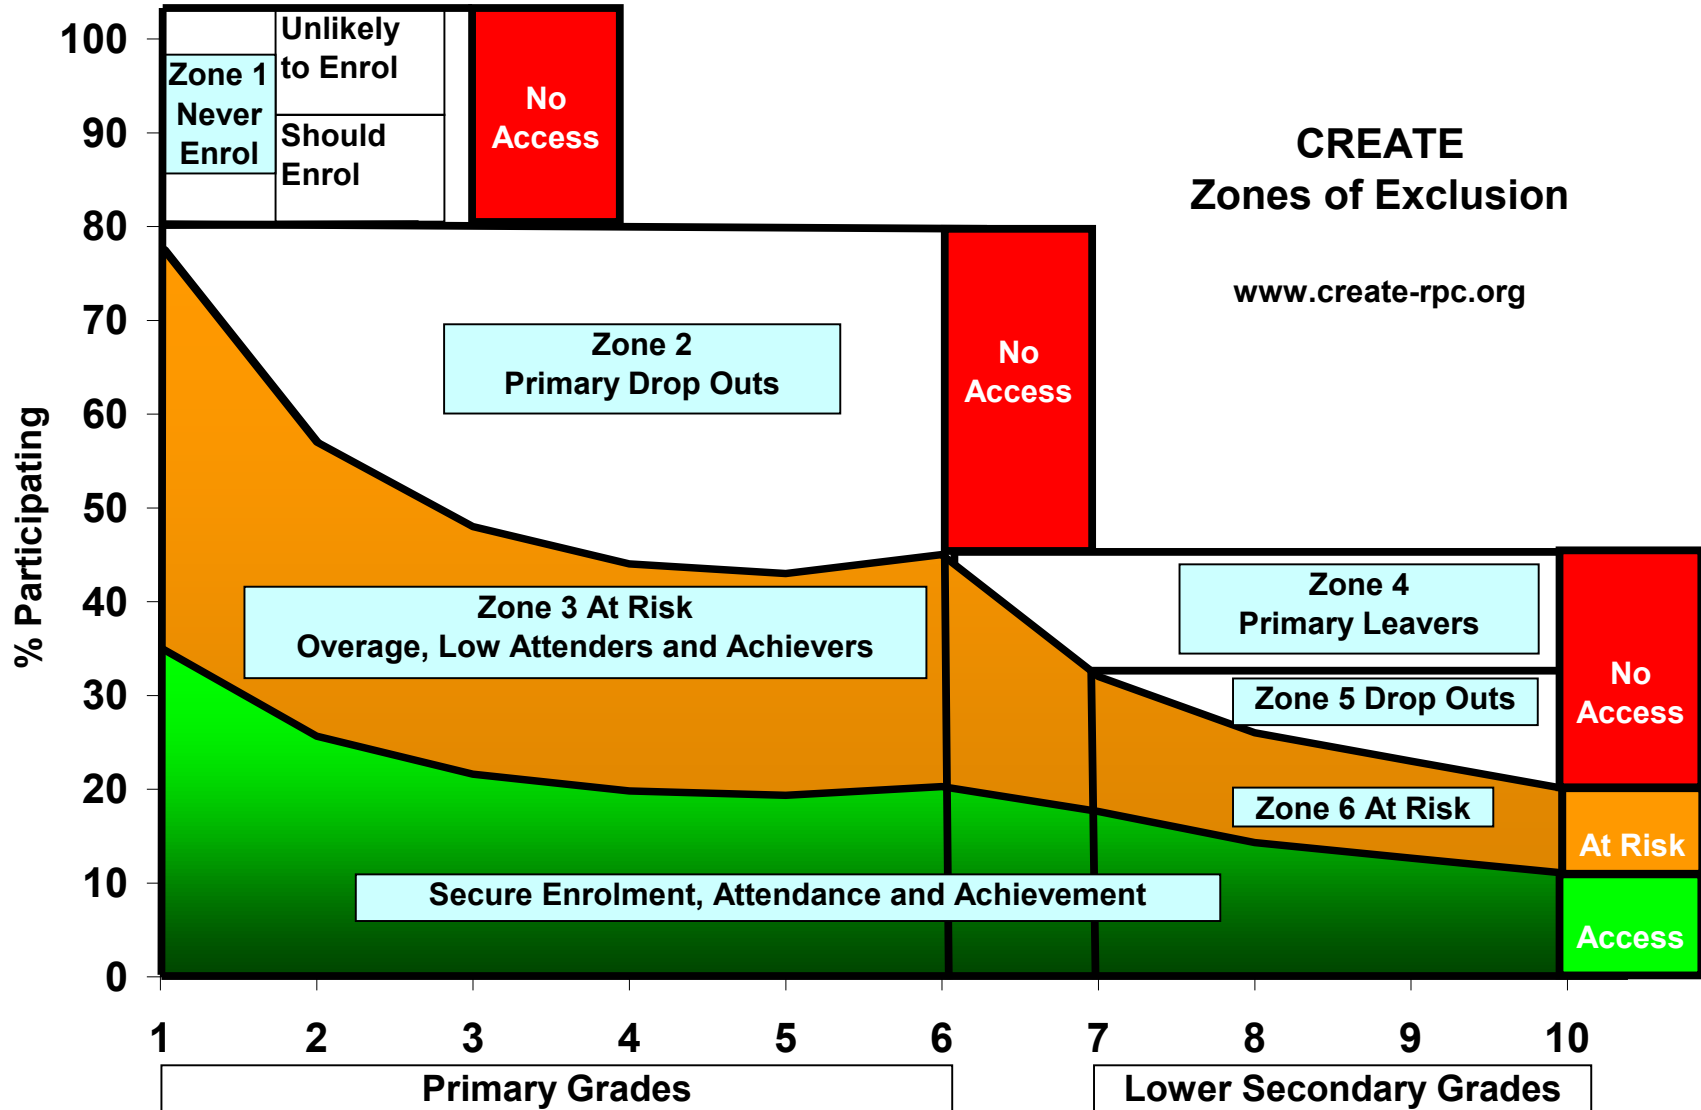 CREATE
Zones of Exclusion
www.create-rpc.org
% Participating
100
90
80
70
60
50
40
30
20
10
0
Zone 1
Never
Enrol
Unlikely
to Enrol
Should
Enrol
No
Access
Zone 2
Primary Drop Outs
No
Access
Zone 3 At Risk
Overage, Low Attenders and Achievers
Zone 4
Primary Leavers
Zone 5 Drop Outs
Zone 6 At Risk
Secure Enrolment, Attendance and Achievement
No
Access
At Risk
Access
1 2 3 4 5 6 7 8 9 10
Primary Grades
Lower Secondary Grades